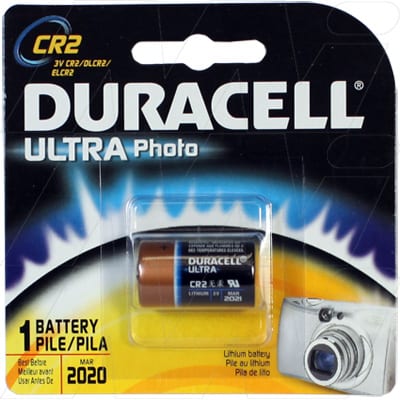 CR2
3V CR2/DLCR2/
ELCR2
DURACELL®
ULTRA Photo
DURACELL
ULTRA
CR2
LITHIUM 3V
MAR
2021
1 BATTERY
PILE/PILA
Best Before
Meilleur avant
Usar Antes De
MAR
2020
Lithium battery
Pile au lithium
Pila de litio